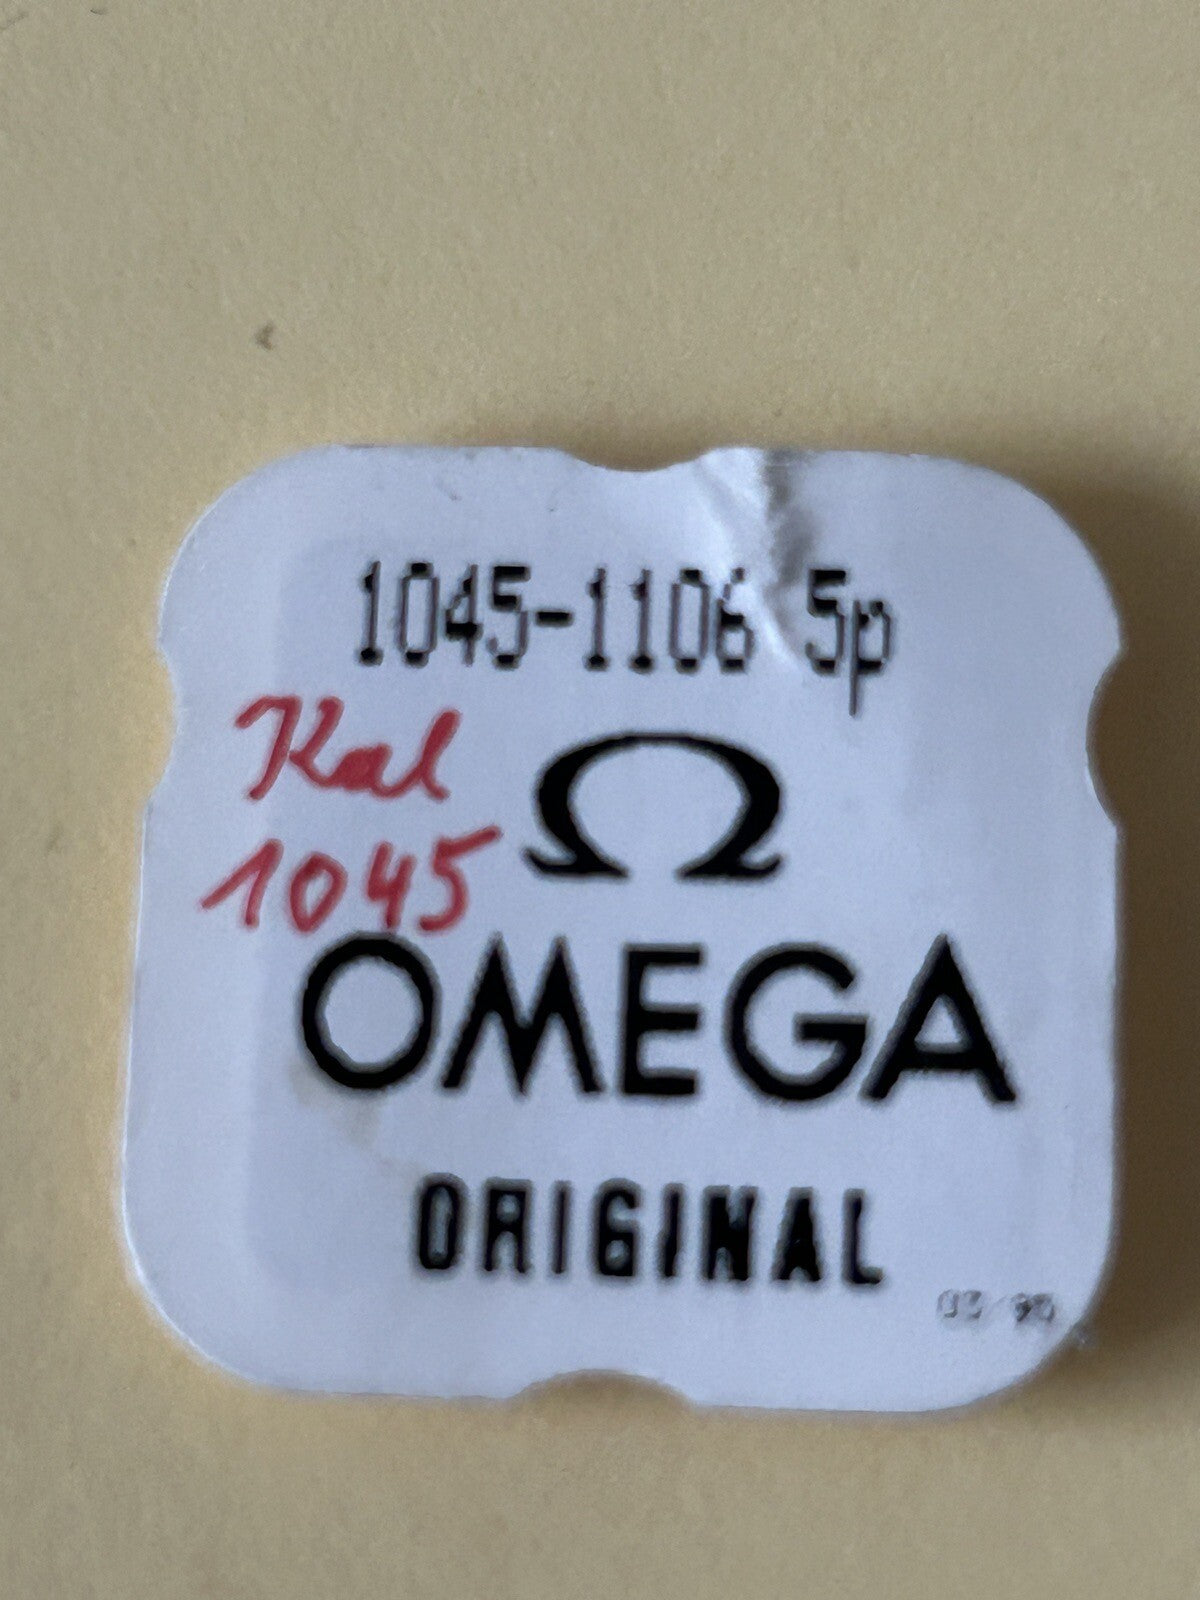 1045-1106 5p
Kal
1045
Ω
OMEGA
ORIGINAL